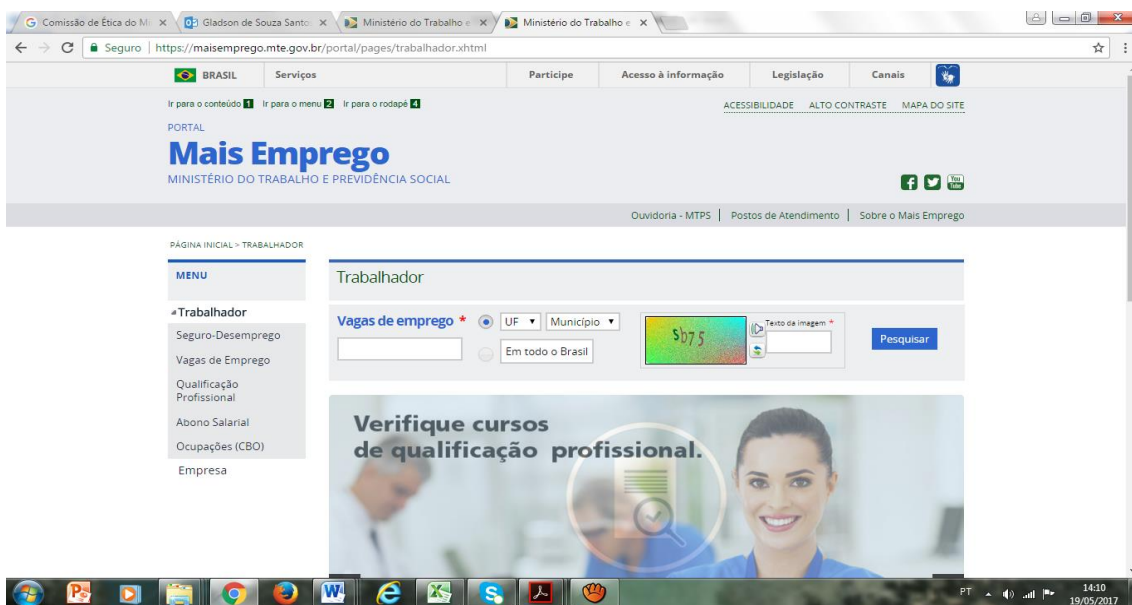 Comissão de Ética do Mi
Gladson de Souza Santo
Ministério do Trabalho e
Ministério do Trabalho e
Seguro | https://maisemprego.mte.gov.br/portal/pages/trabalhador.xhtml
BRASIL Serviços Participe Acesso à informação Legislação Canais
Ir para o conteúdo 1 Ir para o menu 2 Ir para o rodapé 4 ACESSIBILIDADE ALTO CONTRASTE MAPA DO SITE
PORTAL
Mais Emprego
MINISTÉRIO DO TRABALHO E PREVIDÊNCIA SOCIAL
You Tube
Ouvidoria - MTPS | Postos de Atendimento | Sobre o Mais Emprego
PÁGINA INICIAL > TRABALHADOR
MENU
Trabalhador
Seguro-Desemprego
Vagas de Emprego
Qualificação
Profissional
Abono Salarial
Ocupações (CBO)
Empresa
Trabalhador
Vagas de emprego * UF Município
Em todo o Brasil
sb75
Texto da imagem *
Pesquisar
Verifique cursos
de qualificação profissional.
PT 14:10
19/05/2017